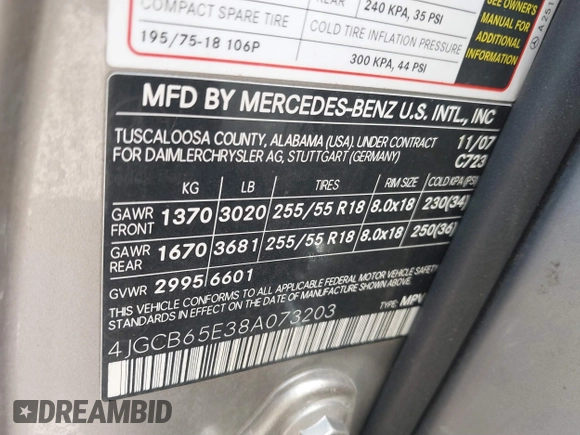 240 KPA, 35 PSI
COMPACT SPARE TIRE
195/75-18 106P
COLD TIRE INFLATION PRESSURE
300 KPA, 44 PSI
SEE OWNER'S
MANUAL FOR
ADDITIONAL
INFORMATION
MFD BY MERCEDES-BENZ U.S. INTL., INC
TUSCALOOSA COUNTY, ALABAMA (USA). UNDER CONTRACT 11/07
FOR DAIMLERCHRYSLER AG, STUTTGART (GERMANY) C723
KG LB TIRES RIM SIZE COLD KPA (PSI)
GAWR FRONT 1370 3020 255/55 R18 8.0x18 230(34)
GAWR REAR 1670 3681 255/55 R18 8.0x18 250(36)
GVWR 2995 6601
THIS VEHICLE CONFORMS TO ALL APPLICABLE FEDERAL MOTOR VEHICLE SAFETY
IN EFFECT ON THE DATE OF MANUFACTURE SHOWN ABOVE.
4JGCB65E38A073203 TYPE: MPV
DREAMBID